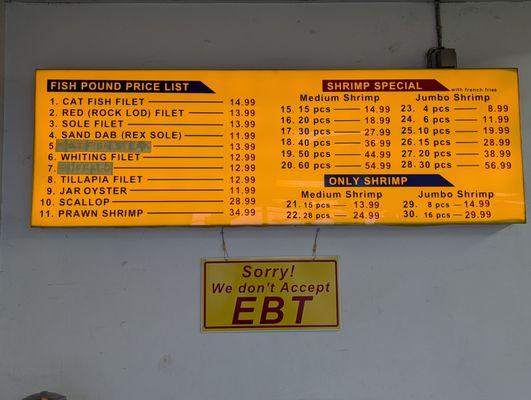 FISH POUND PRICE LIST
1. CAT FISH FILET 14.99
2. RED (ROCK LOD) FILET 13.99
3. SOLE FILET 13.99
4. SAND DAB (REX SOLE) 11.99
5. 13.99
6. WHITING FILET 12.99
7. BUFFALO 12.99
8. TILLAPIA FILET 12.99
9. JAR OYSTER 11.99
10. SCALLOP 28.99
11. PRAWN SHRIMP 34.99
SHRIMP SPECIAL with french fries
Medium Shrimp
15. 15 pcs 14.99
16. 20 pcs 18.99
17. 30 pcs 27.99
18. 40 pcs 36.99
19. 50 pcs 44.99
20. 60 pcs 54.99
Jumbo Shrimp
23. 4 pcs 8.99
24. 6 pcs 11.99
25. 10 pcs 19.99
26. 15 pcs 28.99
27. 20 pcs 38.99
28. 30 pcs 56.99
ONLY SHRIMP
Medium Shrimp
21. 15 pcs 13.99
22. 28 pcs 24.99
Jumbo Shrimp
29. 8 pcs 14.99
30. 16 pcs 29.99
Sorry!
We don't Accept
EBT